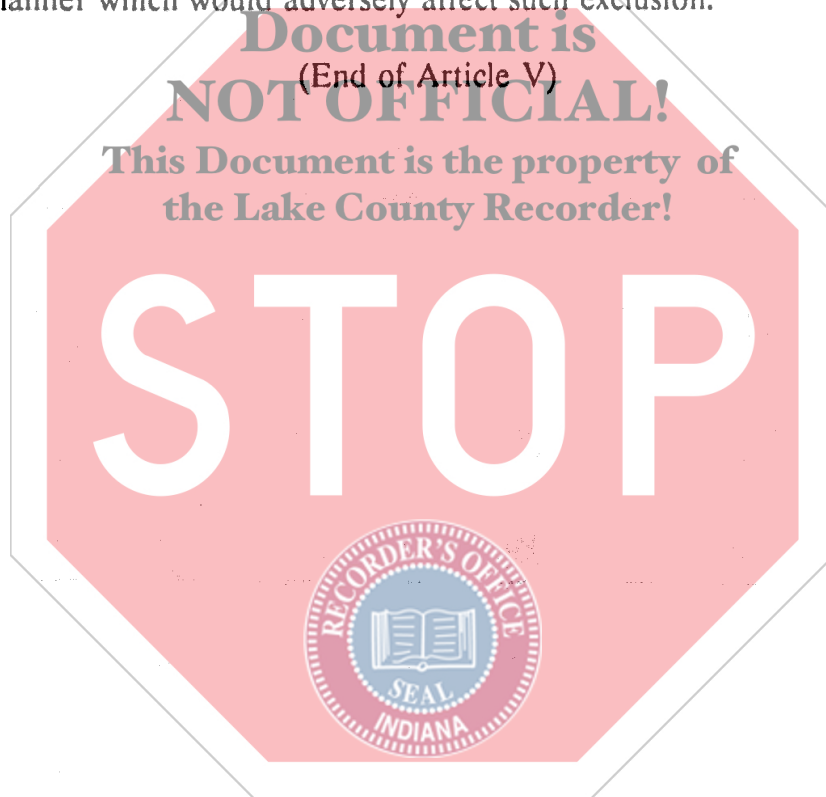 manner which would adversely affect such exclusion.
Document is
(End of Article V)
NOT OFFICIAL!
This Document is the property of
the Lake County Recorder!
STOP
RECORDER'S OFFICE
SEAL
INDIANA